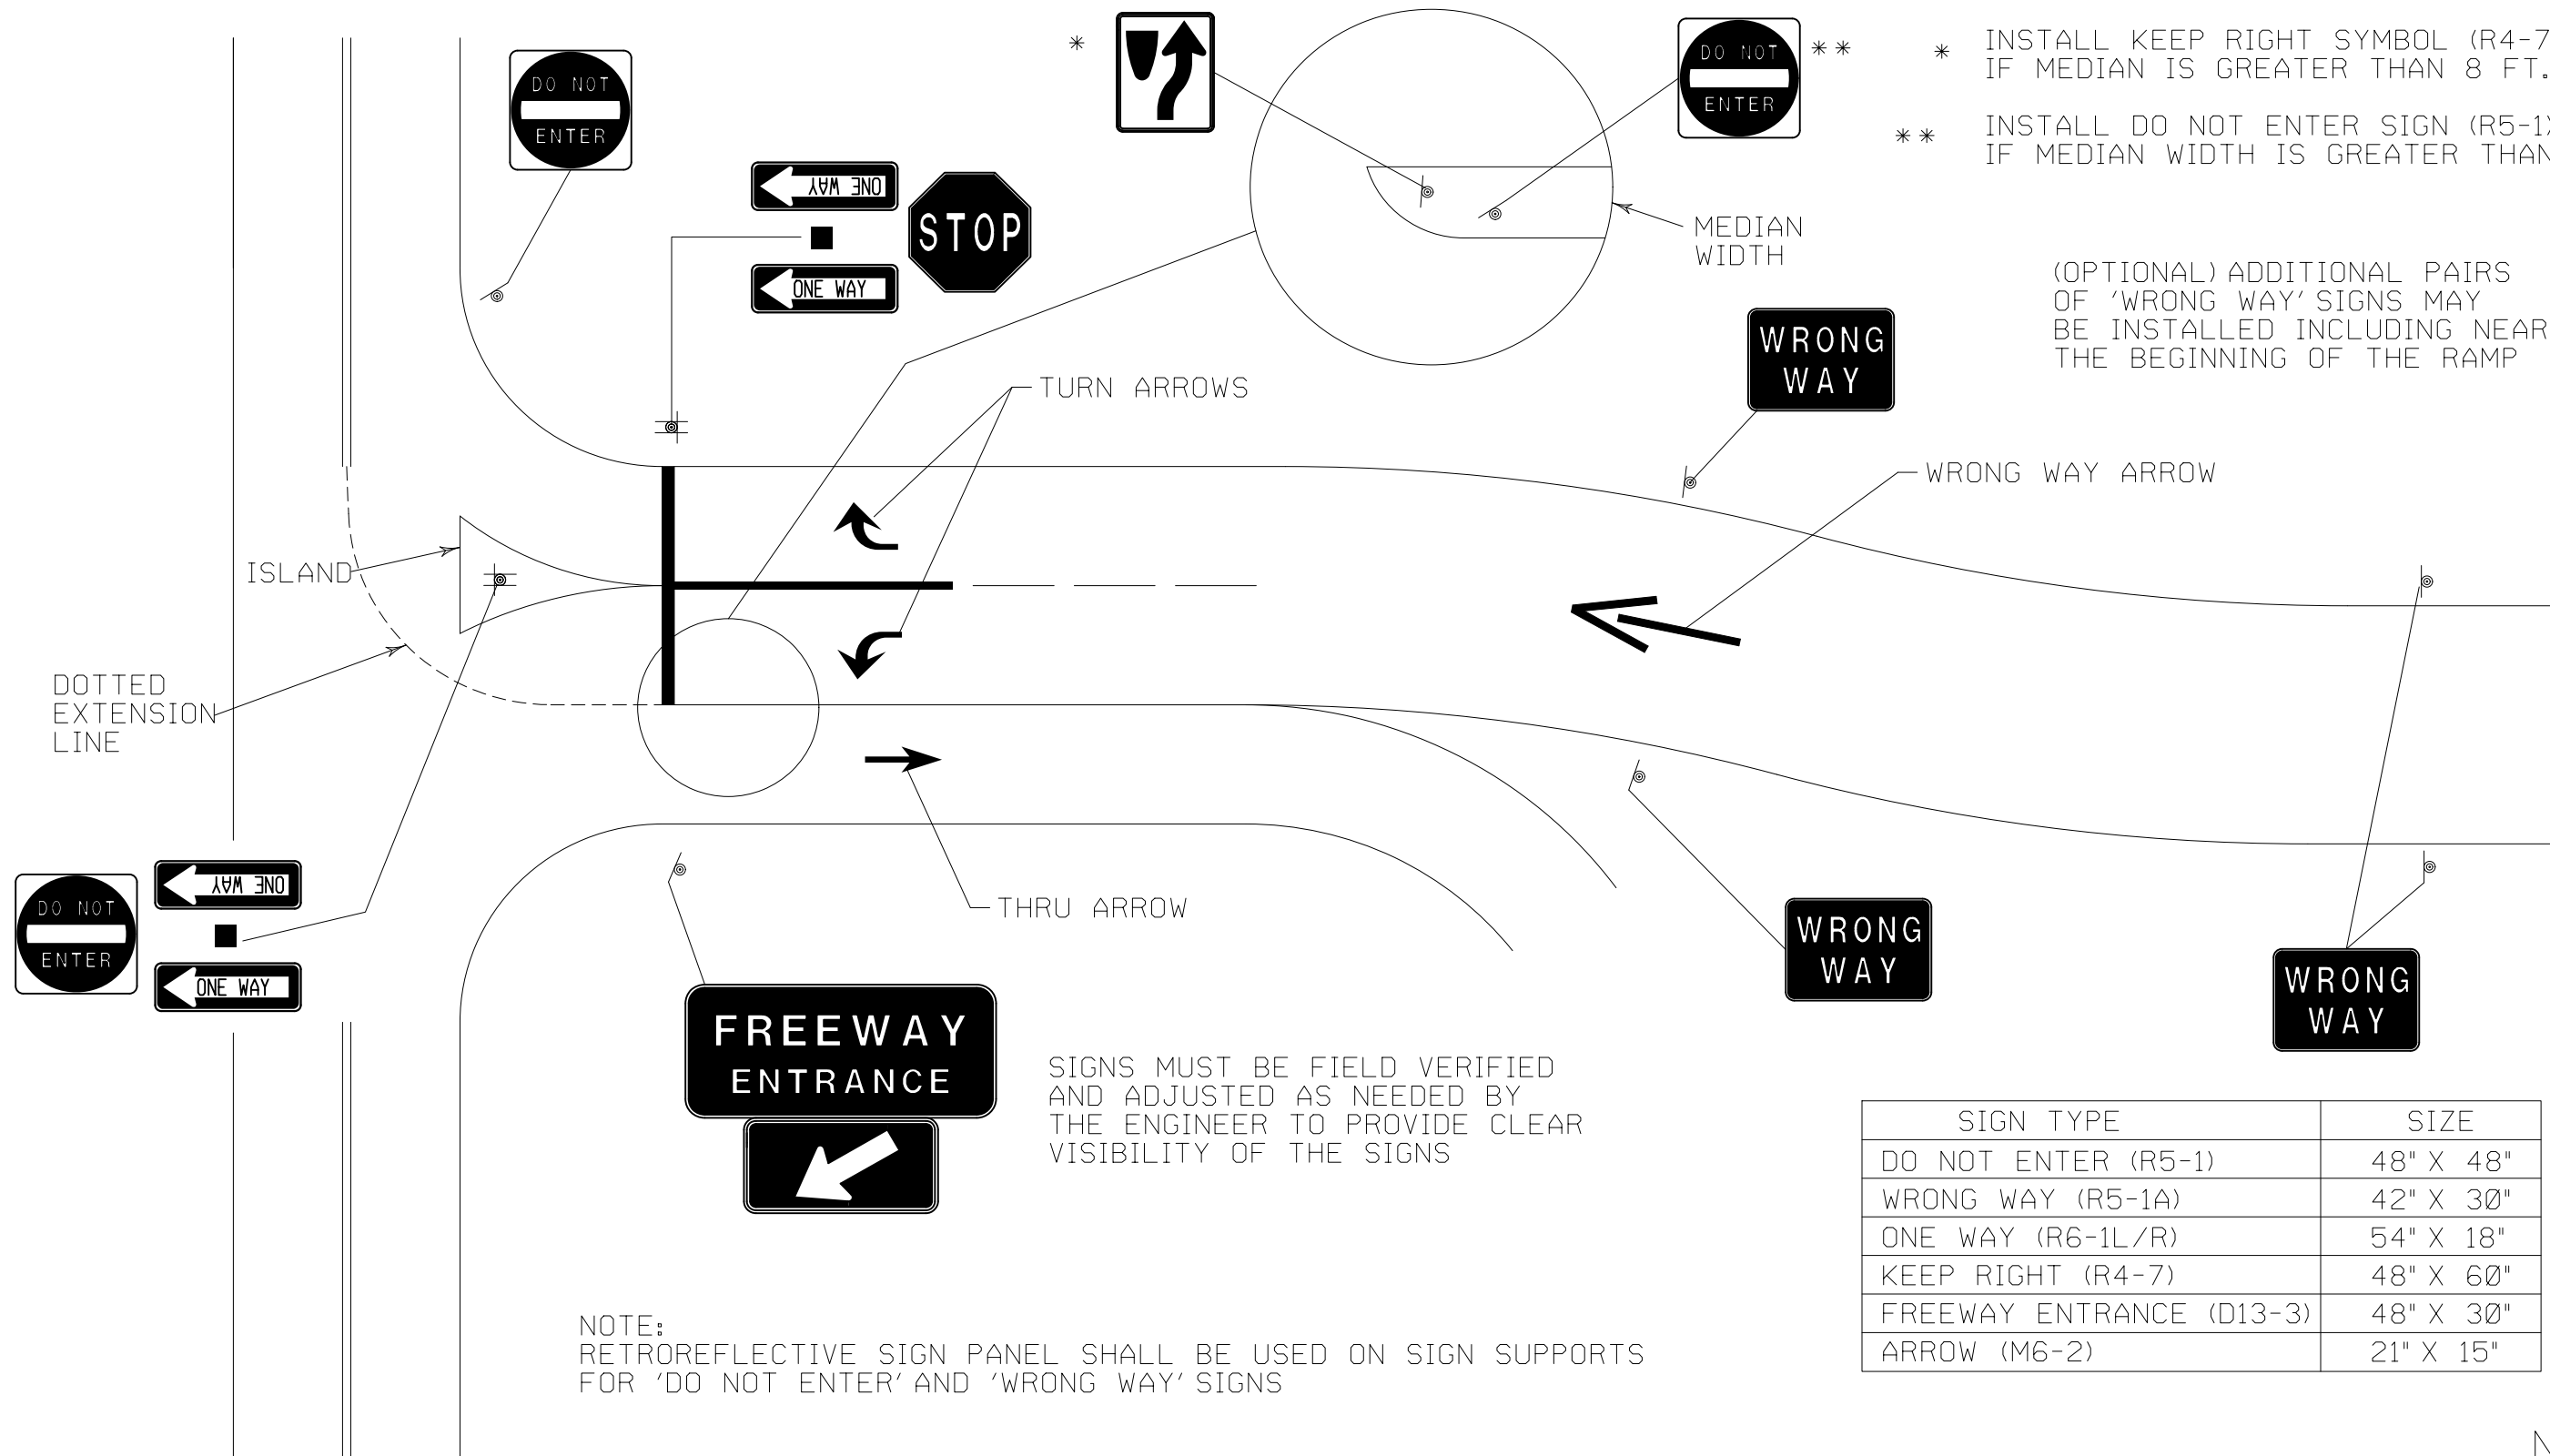 DO NOT
ENTER
ONE WAY
ONE WAY
STOP
*
DO NOT
ENTER
**
* INSTALL KEEP RIGHT SYMBOL (R4-7
IF MEDIAN IS GREATER THAN 8 FT.
** INSTALL DO NOT ENTER SIGN (R5-1)
IF MEDIAN WIDTH IS GREATER THAN
MEDIAN
WIDTH
(OPTIONAL) ADDITIONAL PAIRS
OF 'WRONG WAY' SIGNS MAY
BE INSTALLED INCLUDING NEAR
THE BEGINNING OF THE RAMP
WRONG
WAY
TURN ARROWS
WRONG WAY ARROW
ISLAND
DOTTED
EXTENSION
LINE
THRU ARROW
DO NOT
ENTER
ONE WAY
ONE WAY
WRONG
WAY
WRONG
WAY
FREEWAY
ENTRANCE
SIGNS MUST BE FIELD VERIFIED
AND ADJUSTED AS NEEDED BY
THE ENGINEER TO PROVIDE CLEAR
VISIBILITY OF THE SIGNS
SIGN TYPE SIZE
DO NOT ENTER (R5-1) 48" X 48"
WRONG WAY (R5-1A) 42" X 30"
ONE WAY (R6-1L/R) 54" X 18"
KEEP RIGHT (R4-7) 48" X 60"
FREEWAY ENTRANCE (D13-3) 48" X 30"
ARROW (M6-2) 21" X 15"
NOTE:
RETROREFLECTIVE SIGN PANEL SHALL BE USED ON SIGN SUPPORTS
FOR 'DO NOT ENTER' AND 'WRONG WAY' SIGNS